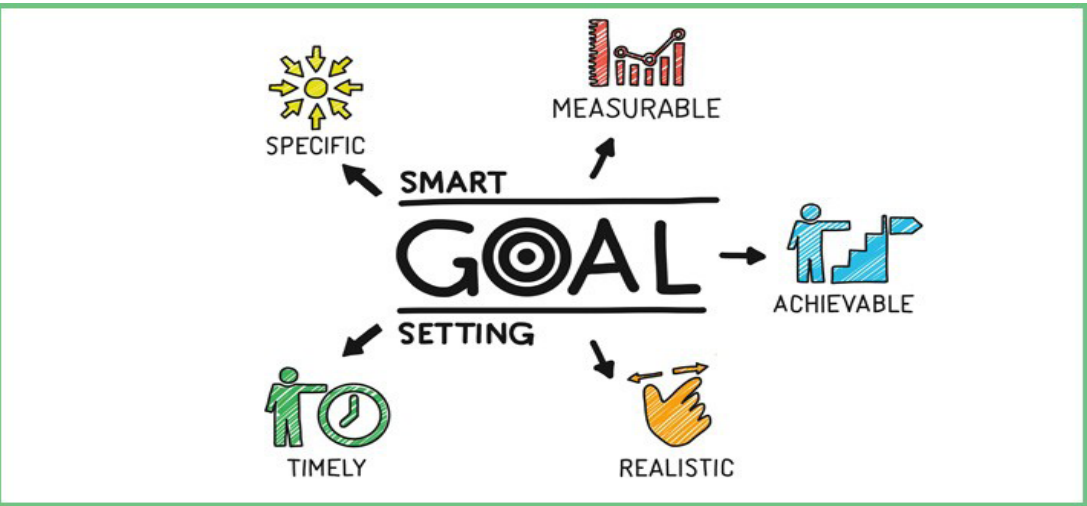 SPECIFIC
MEASURABLE
SMART
GOAL
SETTING
ACHIEVABLE
TIMELY
REALISTIC